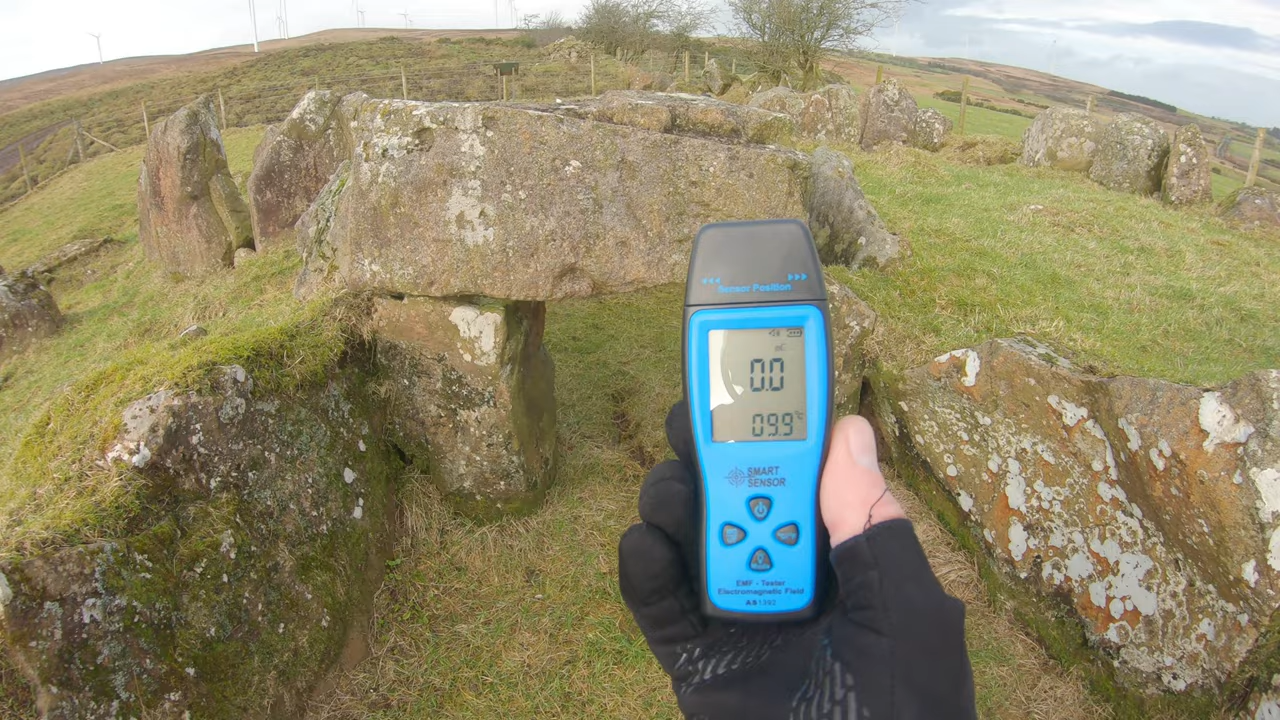 Sensor Position
0.0
09.9°C
SMART
SENSOR
EMF - Tester
Electromagnetic Field
AS1392